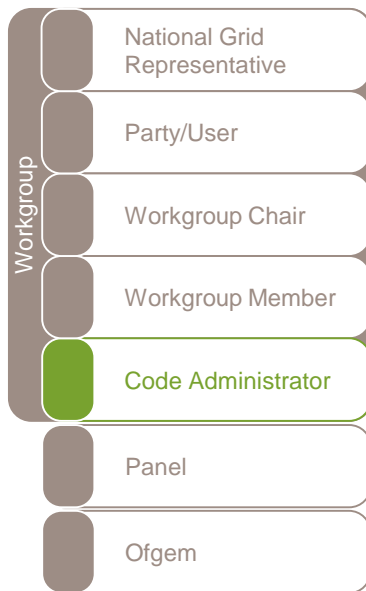 Workgroup
National Grid
Representative
Party/User
Workgroup Chair
Workgroup Member
Code Administrator
Panel
Ofgem